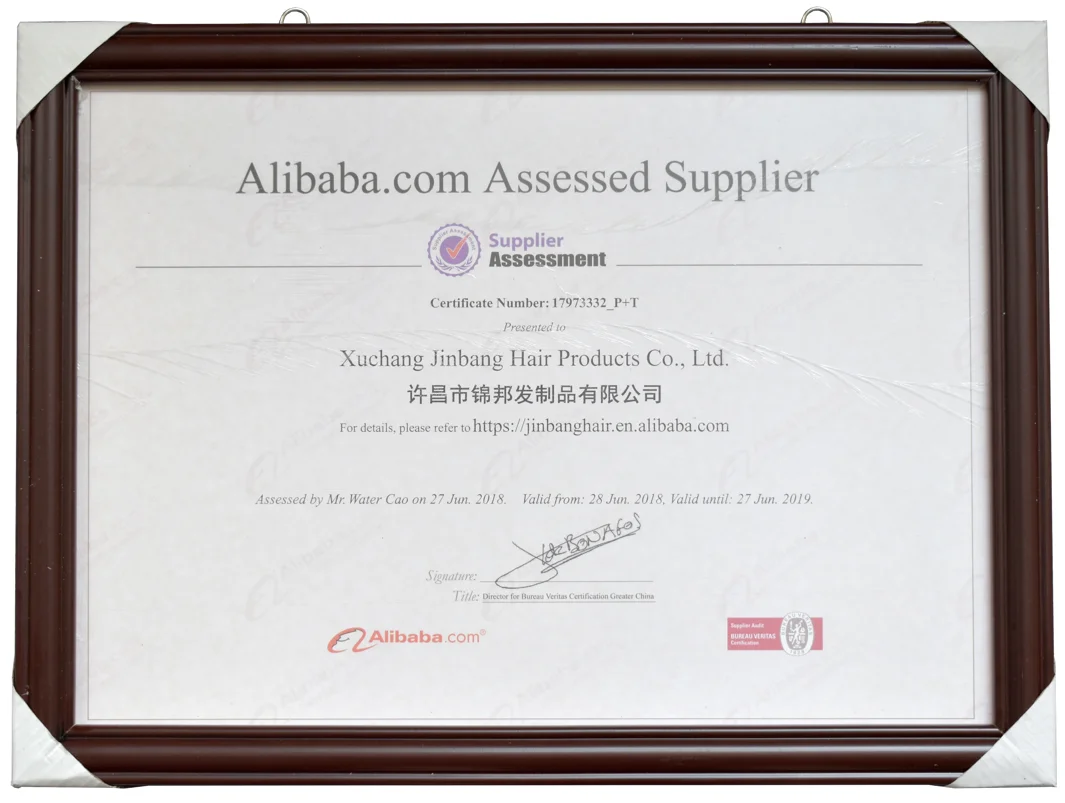 Alibaba.com Assessed Supplier
Supplier
Assessment
Certificate Number: 17973332_P+T
Presented to
Xuchang Jinbang Hair Products Co., Ltd.
许昌市锦邦发制品有限公司
For details, please refer to https://jinbanghair.en.alibaba.com
Assessed by Mr. Water Cao on 27 Jun. 2018. Valid from: 28 Jun. 2018, Valid until: 27 Jun. 2019.
Signature:
Title: Director for Bureau Veritas Certification Greater China
Alibaba.com®
Supplier Audit
BUREAU VERITAS
Certification